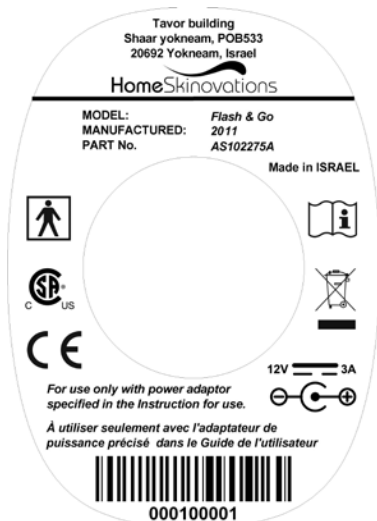 Tavor building
Shaar yokneam, POB533
20692 Yokneam, Israel
HomeSkinovations
MODEL: Flash & Go
MANUFACTURED: 2011
PART No. AS102275A
Made in ISRAEL
i
SA®
C US
CE
12V 3A
For use only with power adaptor
specified in the Instruction for use.
À utiliser seulement avec l'adaptateur de
puissance précisé dans le Guide de l'utilisateur
000100001